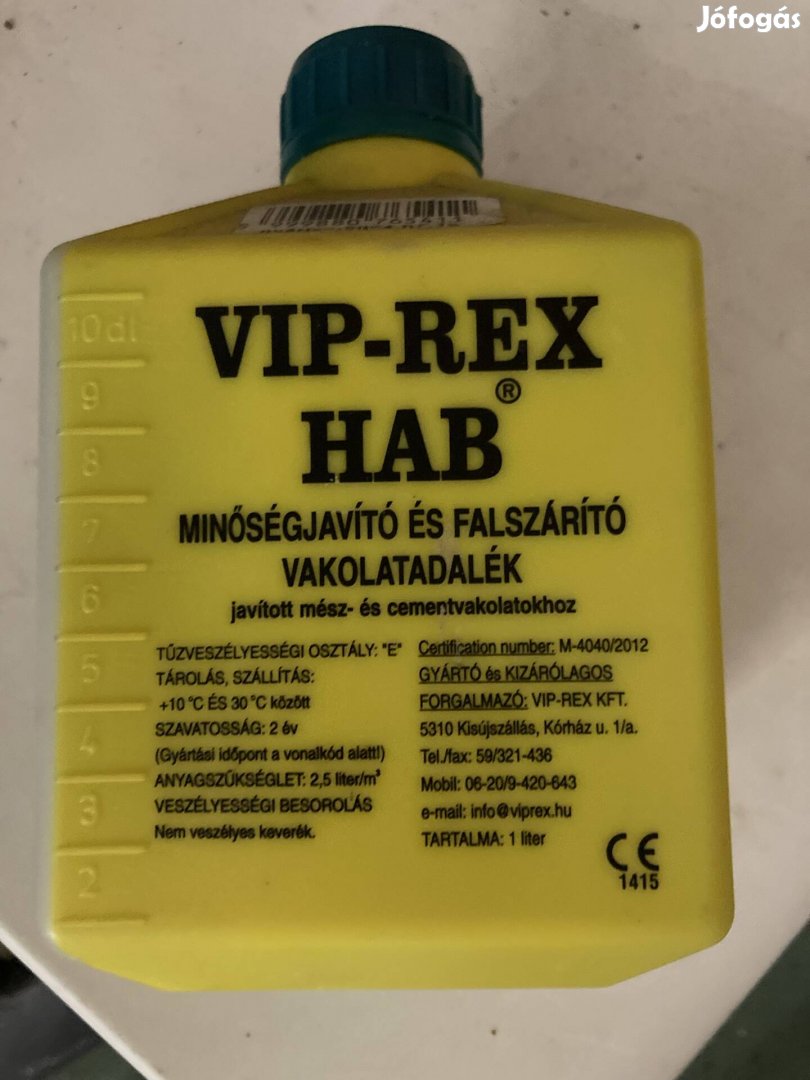 Jófogás
VIP-REX
HAB®
MINŐSÉGJAVÍTÓ ÉS FALSZÁRÍTÓ
VAKOLATADALÉK
javított mész- és cementvakolatokhoz
TŰZVESZÉLYESSÉGI OSZTÁLY: "E"
TÁROLÁS, SZÁLLÍTÁS:
+10 °C ÉS 30 °C között
SZAVATOSSÁG: 2 év
(Gyártási időpont a vonalkód alatt!)
ANYAGSZŰKSÉGLET: 2,5 liter/m³
VESZÉLYESSÉGI BESOROLÁS
Nem veszélyes keverék.
Certification number: M-4040/2012
GYÁRTÓ és KIZÁRÓLAGOS
FORGALMAZÓ: VIP-REX KFT.
5310 Kisújszállás, Kórház u. 1/a.
Tel./fax: 59/321-436
Mobil: 06-20/9-420-643
e-mail: info@viprex.hu
TARTALMA: 1 liter
CE
1415
10 dl
9
8
7
6
5
4
3
2